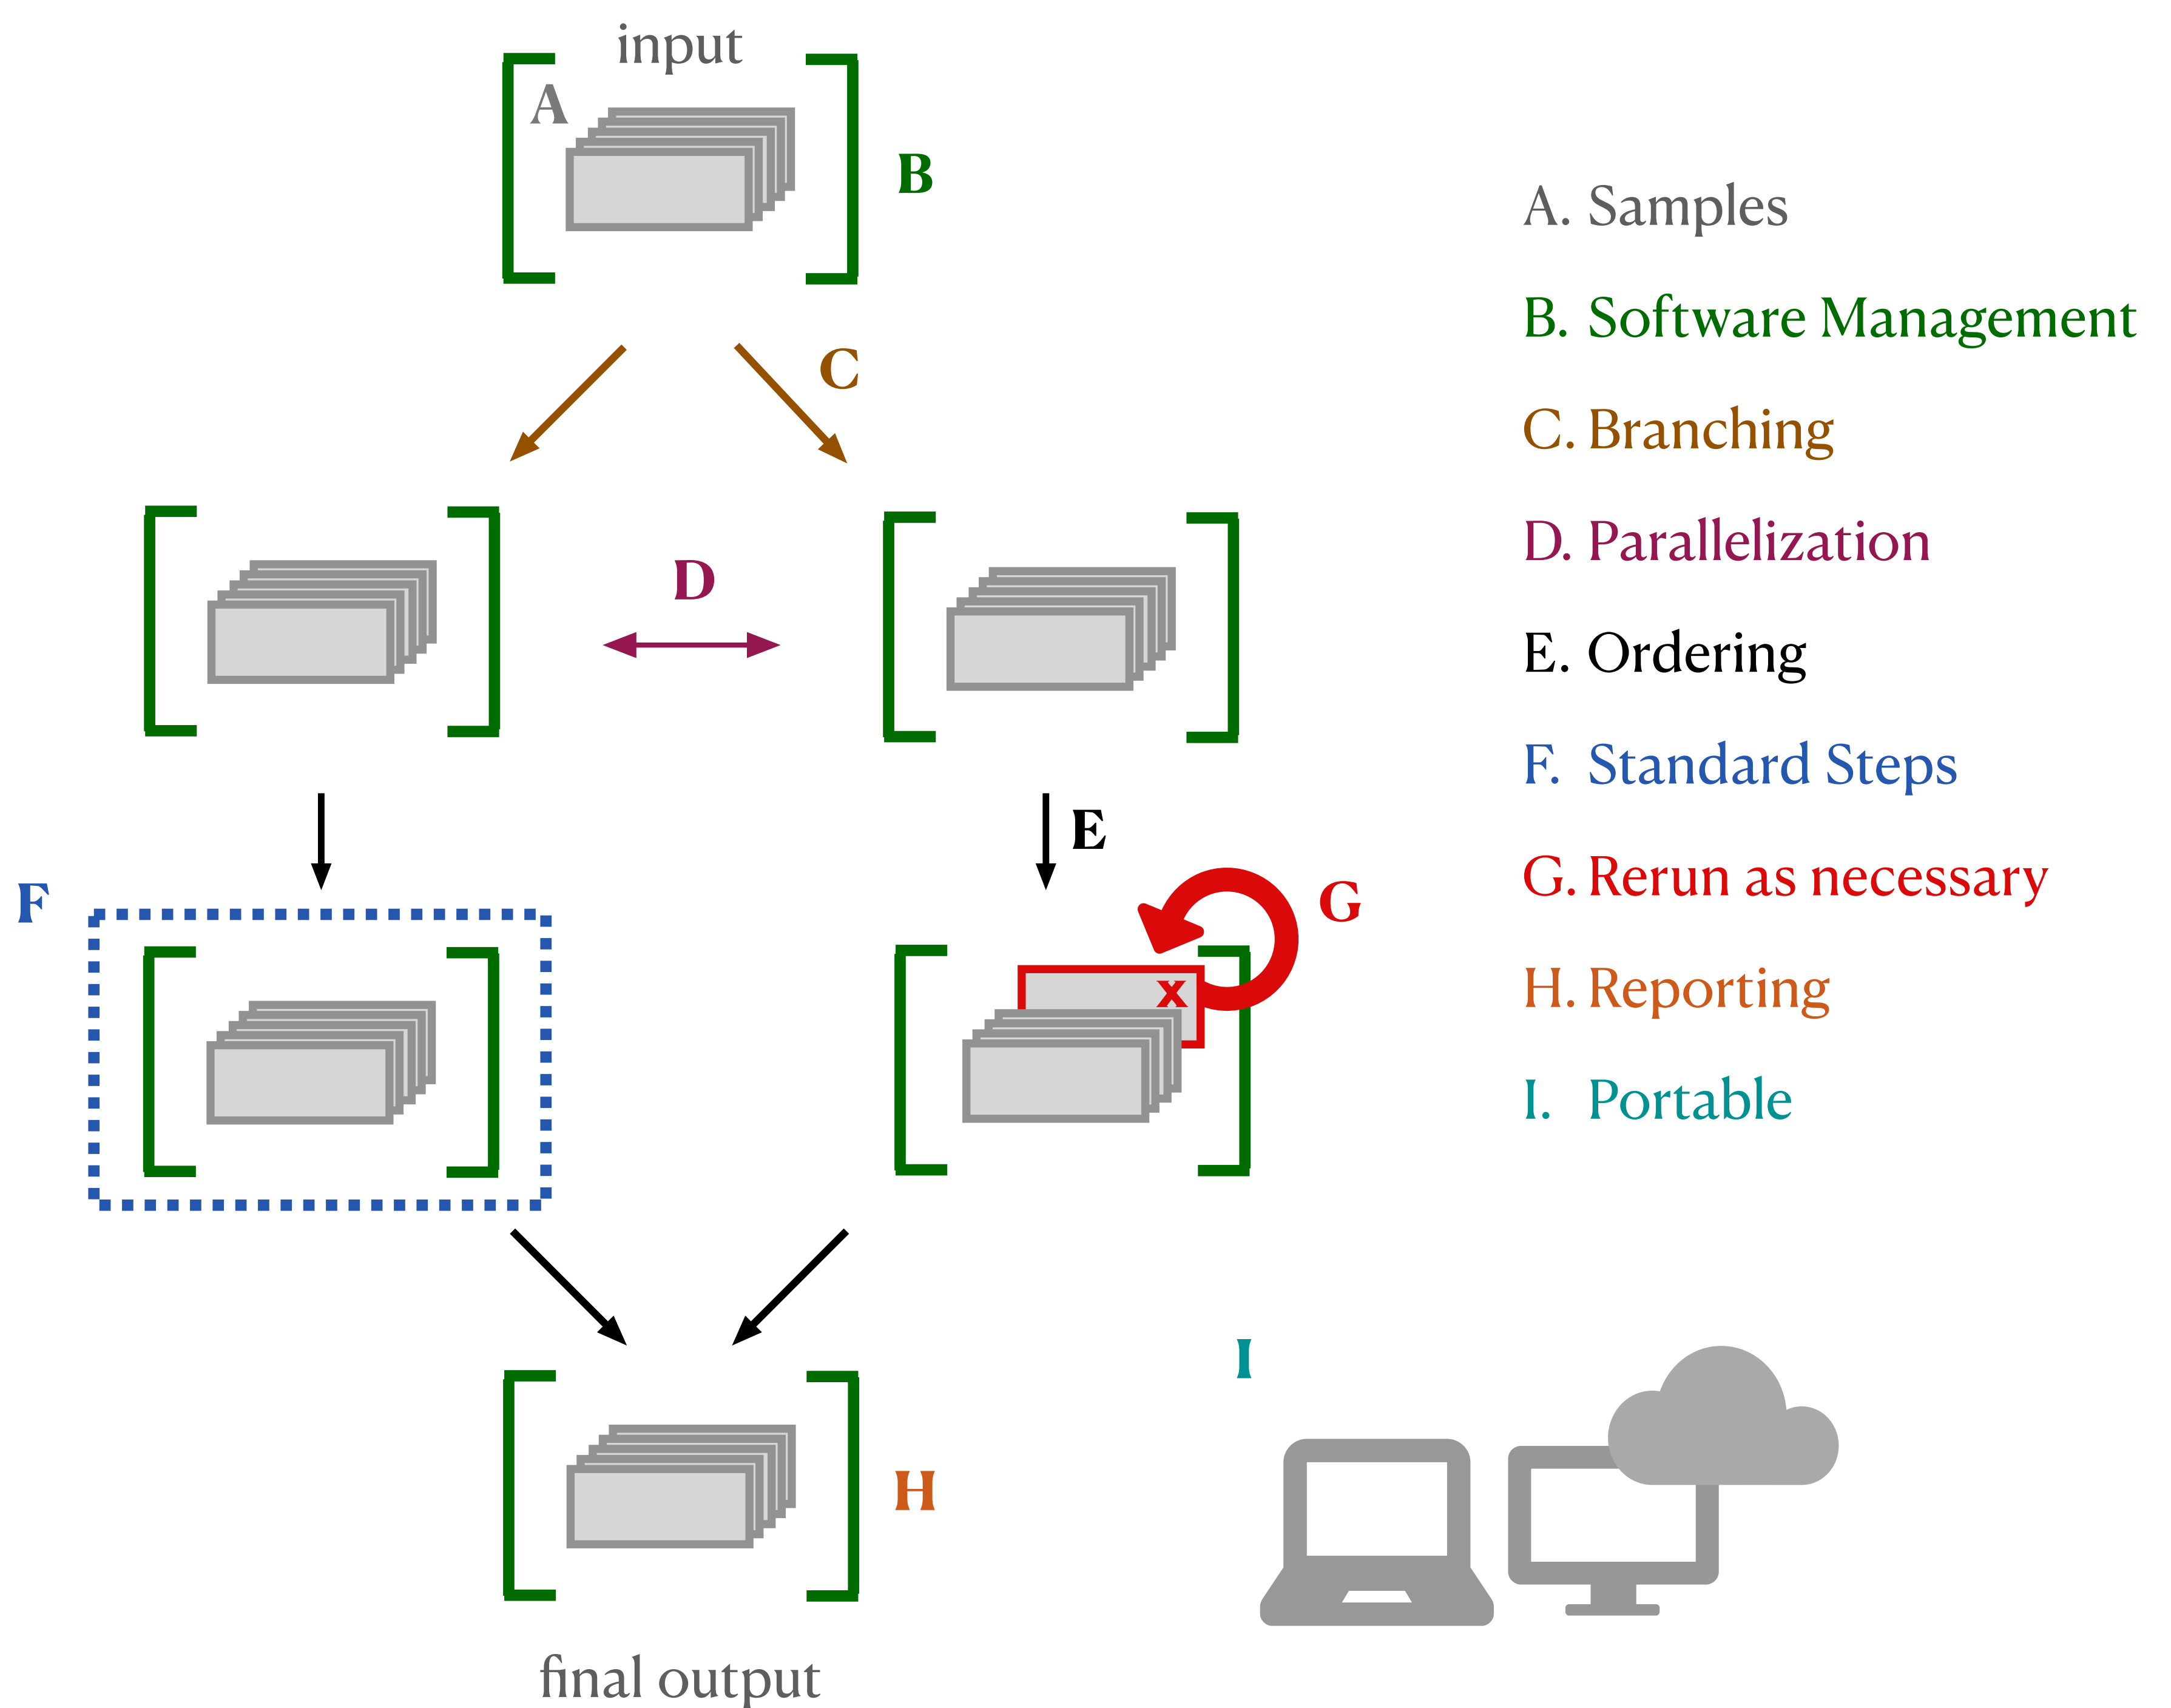 input
A
B
C
D
E
F
G
x
H
I
final output
A. Samples
B. Software Management
C. Branching
D. Parallelization
E. Ordering
F. Standard Steps
G. Rerun as necessary
H. Reporting
I. Portable